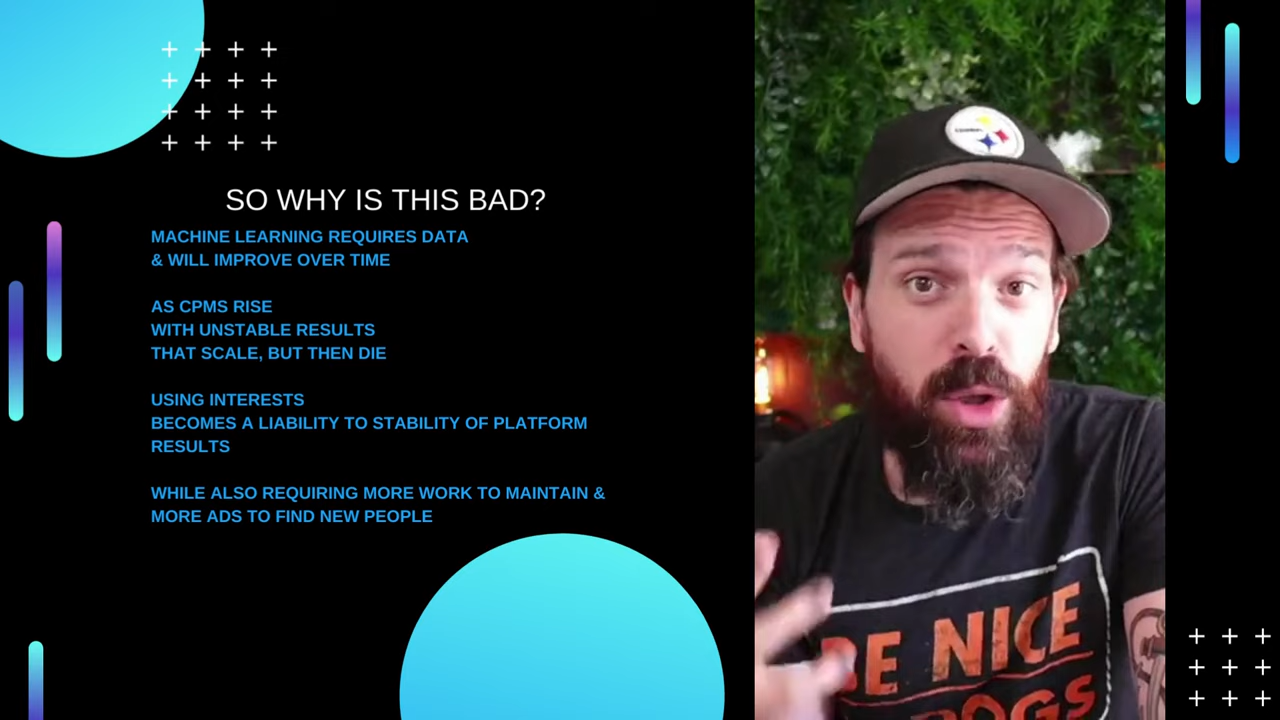 SO WHY IS THIS BAD?
MACHINE LEARNING REQUIRES DATA
& WILL IMPROVE OVER TIME
AS CPMS RISE
WITH UNSTABLE RESULTS
THAT SCALE, BUT THEN DIE
USING INTERESTS
BECOMES A LIABILITY TO STABILITY OF PLATFORM
RESULTS
WHILE ALSO REQUIRING MORE WORK TO MAINTAIN &
MORE ADS TO FIND NEW PEOPLE
BE NICE
DOGS